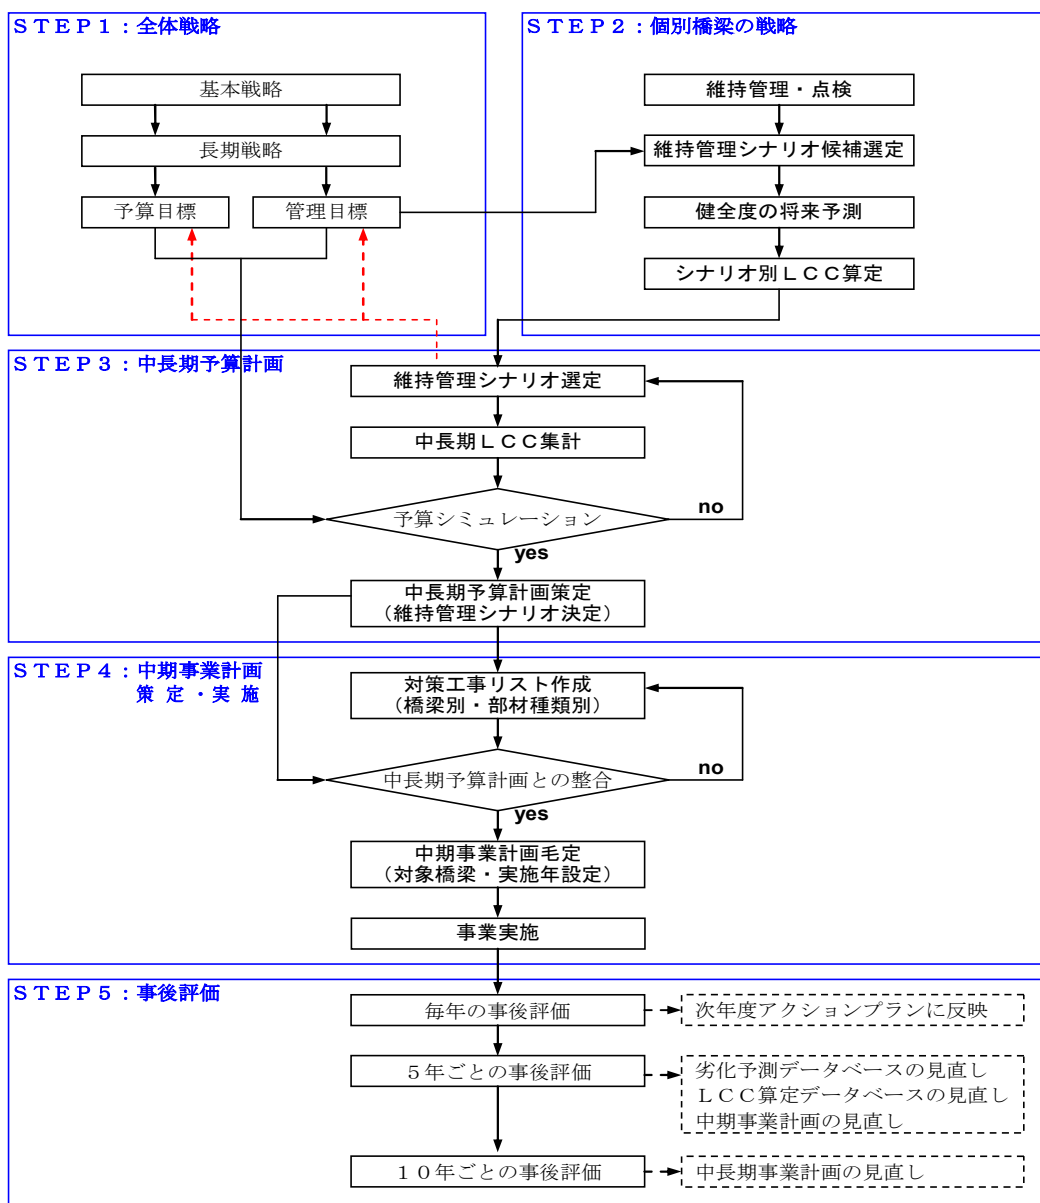 ＳＴＥＰ１：全体戦略
基本戦略
長期戦略
予算目標
管理目標
ＳＴＥＰ２：個別橋梁の戦略
維持管理・点検
維持管理シナリオ候補選定
健全度の将来予測
シナリオ別ＬＣＣ算定
ＳＴＥＰ３：中長期予算計画
維持管理シナリオ選定
中長期ＬＣＣ集計
予算シミュレーション
no
yes
中長期予算計画策定
（維持管理シナリオ決定）
ＳＴＥＰ４：中期事業計画
策定・実施
対策工事リスト作成
（橋梁別・部材種類別）
中長期予算計画との整合
no
yes
中期事業計画毛定
（対象橋梁・実施年設定）
事業実施
ＳＴＥＰ５：事後評価
毎年の事後評価
次年度アクションプランに反映
５年ごとの事後評価
劣化予測データベースの見直し
ＬＣＣ算定データベースの見直し
中期事業計画の見直し
１０年ごとの事後評価
中長期事業計画の見直し